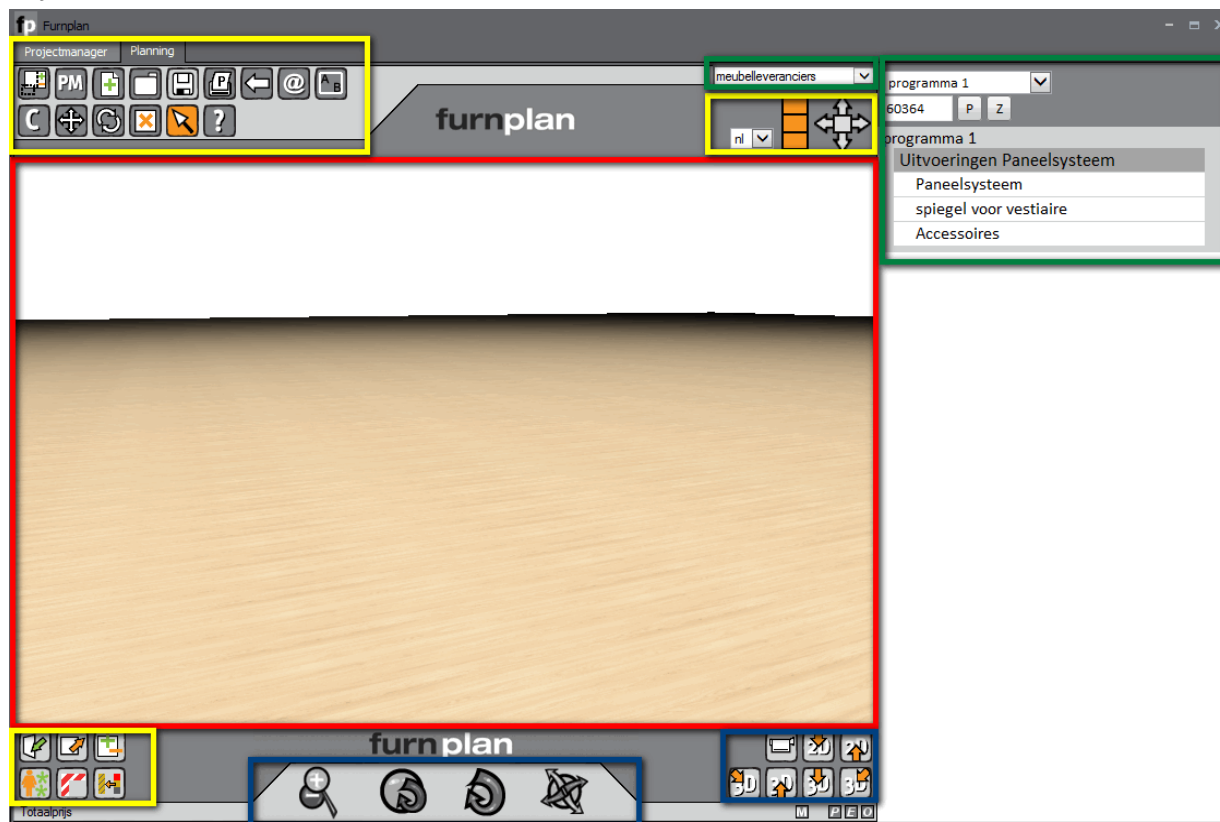 fp Furnplan
Projectmanager Planning
PM P @ A B
C ?
furnplan
meubelleveranciers
nl
programma 1
60364 P Z
programma 1
Uitvoeringen Paneelsysteem
Paneelsysteem
spiegel voor vestiaire
Accessoires
furnplan
2D 2D
3D 2D 3D 3D
Totaalprijs
M P E O